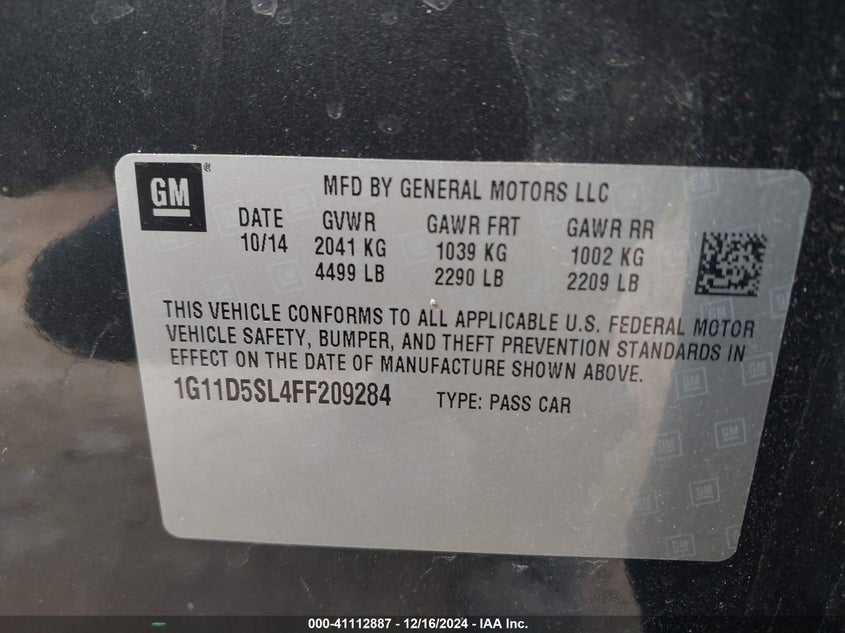 GM ®
MFD BY GENERAL MOTORS LLC
DATE GVWR GAWR FRT GAWR RR
10/14 2041 KG 1039 KG 1002 KG
4499 LB 2290 LB 2209 LB
THIS VEHICLE CONFORMS TO ALL APPLICABLE U.S. FEDERAL MOTOR
VEHICLE SAFETY, BUMPER, AND THEFT PREVENTION STANDARDS IN
EFFECT ON THE DATE OF MANUFACTURE SHOWN ABOVE.
1G11D5SL4FF209284 TYPE: PASS CAR
000-41112887 - 12/16/2024 - IAA Inc.